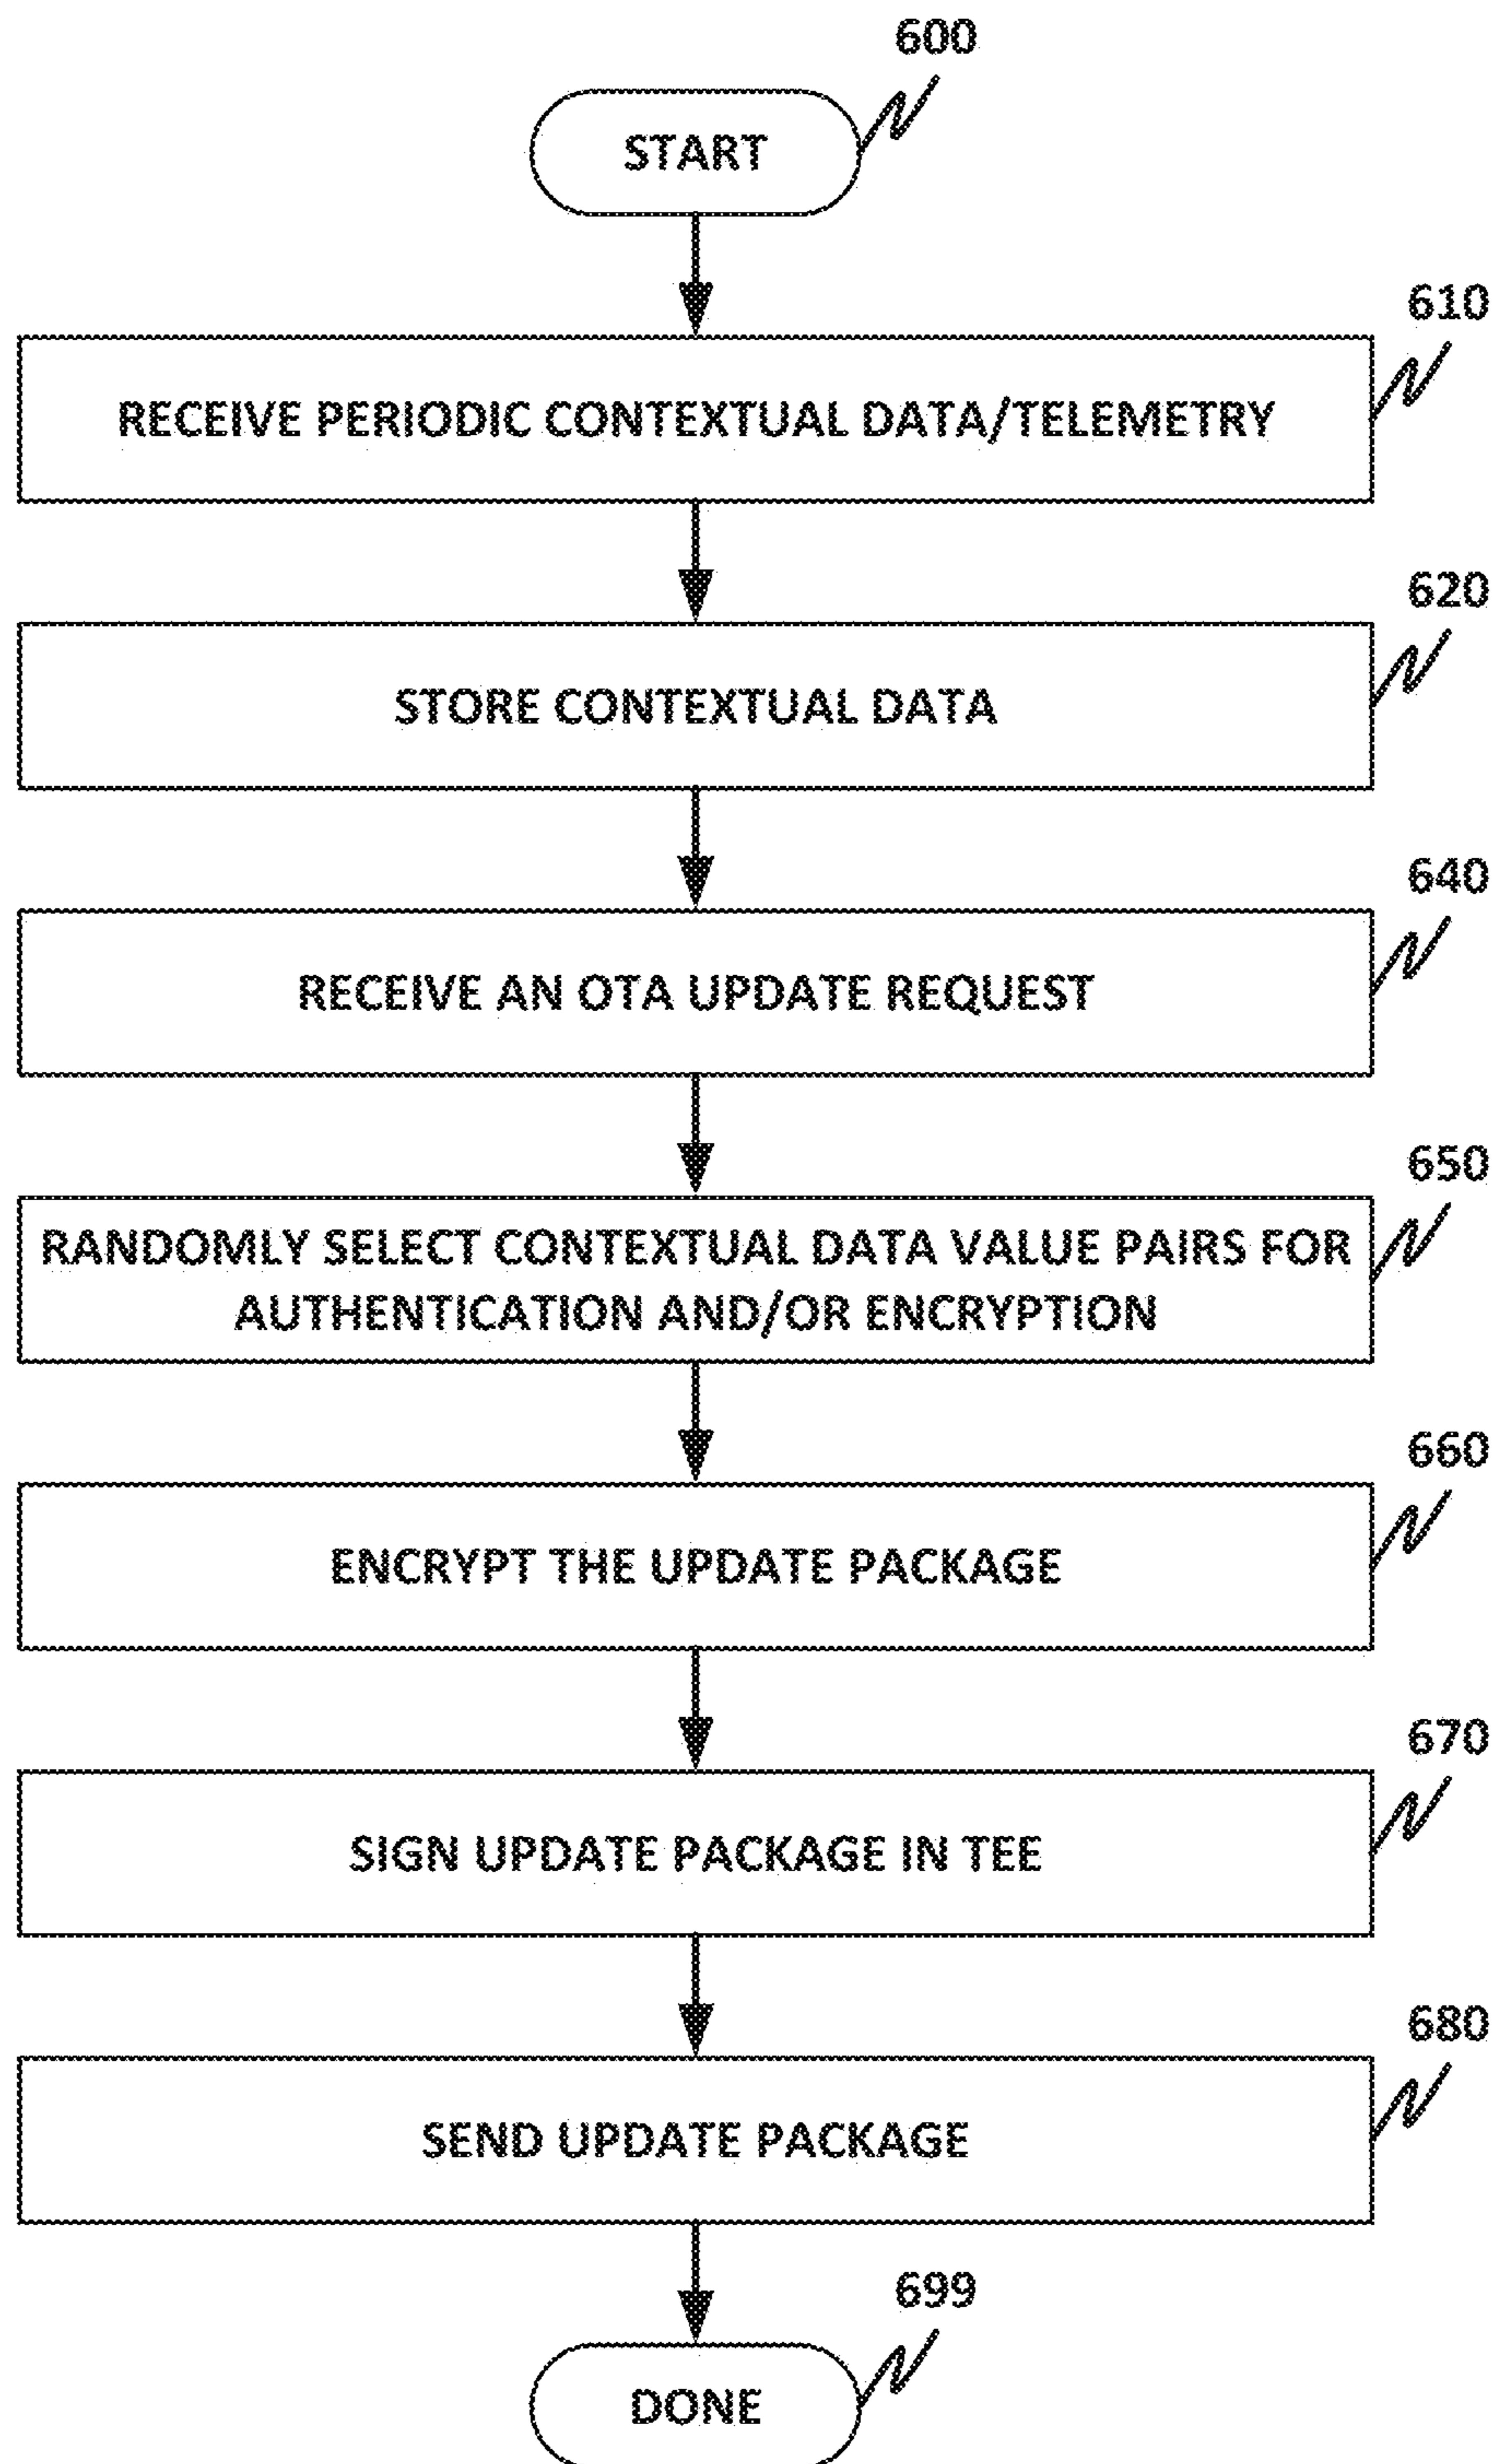 600
START
610
RECEIVE PERIODIC CONTEXTUAL DATA/TELEMETRY
620
STORE CONTEXTUAL DATA
640
RECEIVE AN OTA UPDATE REQUEST
650
RANDOMLY SELECT CONTEXTUAL DATA VALUE PAIRS FOR
AUTHENTICATION AND/OR ENCRYPTION
660
ENCRYPT THE UPDATE PACKAGE
670
SIGN UPDATE PACKAGE IN TEE
680
SEND UPDATE PACKAGE
699
DONE